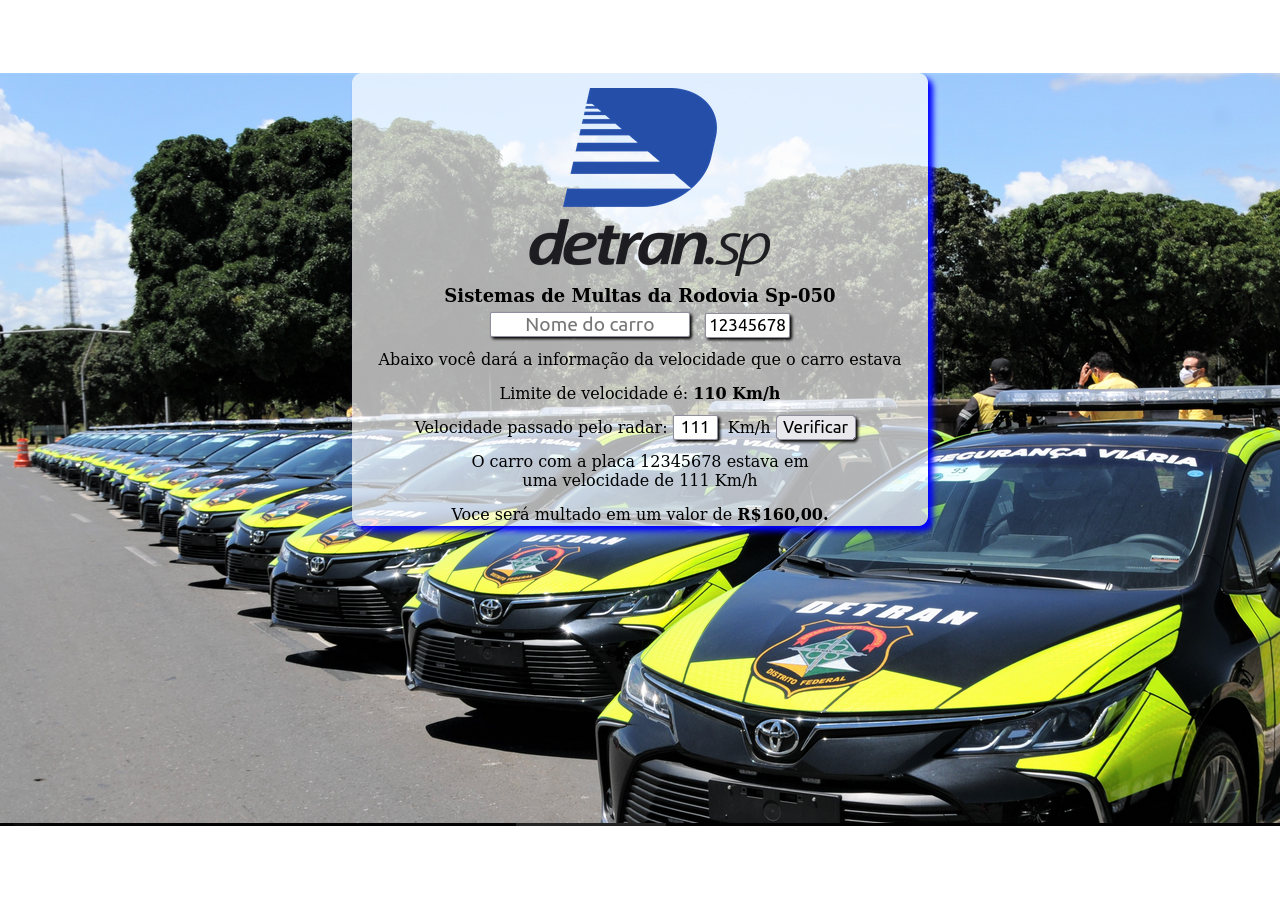 detran.sp
Sistemas de Multas da Rodovia Sp-050
Nome do carro 12345678
Abaixo você dará a informação da velocidade que o carro estava
Limite de velocidade é: 110 Km/h
Velocidade passado pelo radar: 111 Km/h Verificar
O carro com a placa 12345678 estava em
uma velocidade de 111 Km/h
Voce será multado em um valor de R$160,00.
SEGURANÇA VIÁRIA
93
DETRAN
DETRAN
DISTRITO FEDERAL
DETRAN